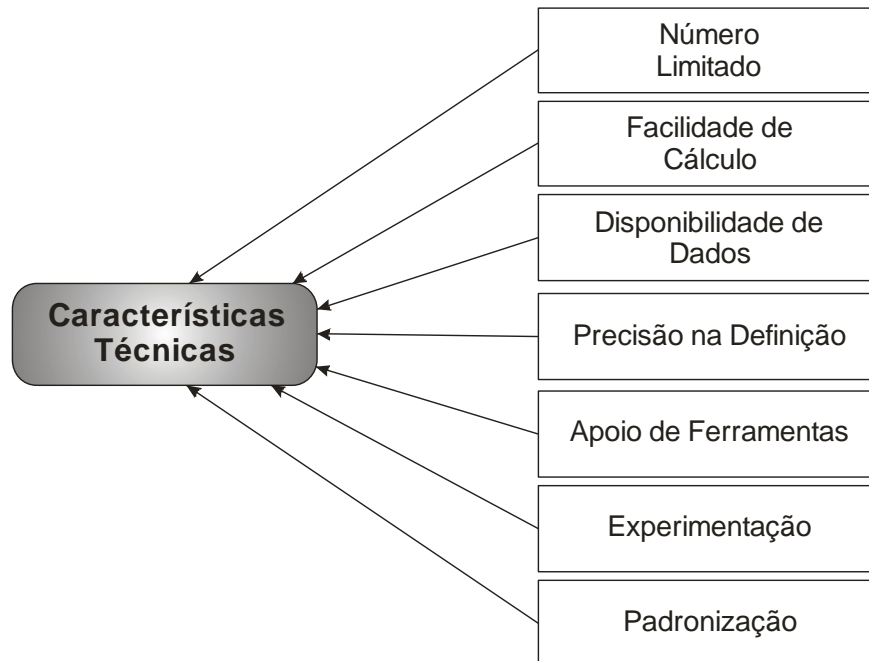 Número
Limitado
Facilidade de
Cálculo
Disponibilidade de
Dados
Características
Técnicas
Precisão na Definição
Apoio de Ferramentas
Experimentação
Padronização